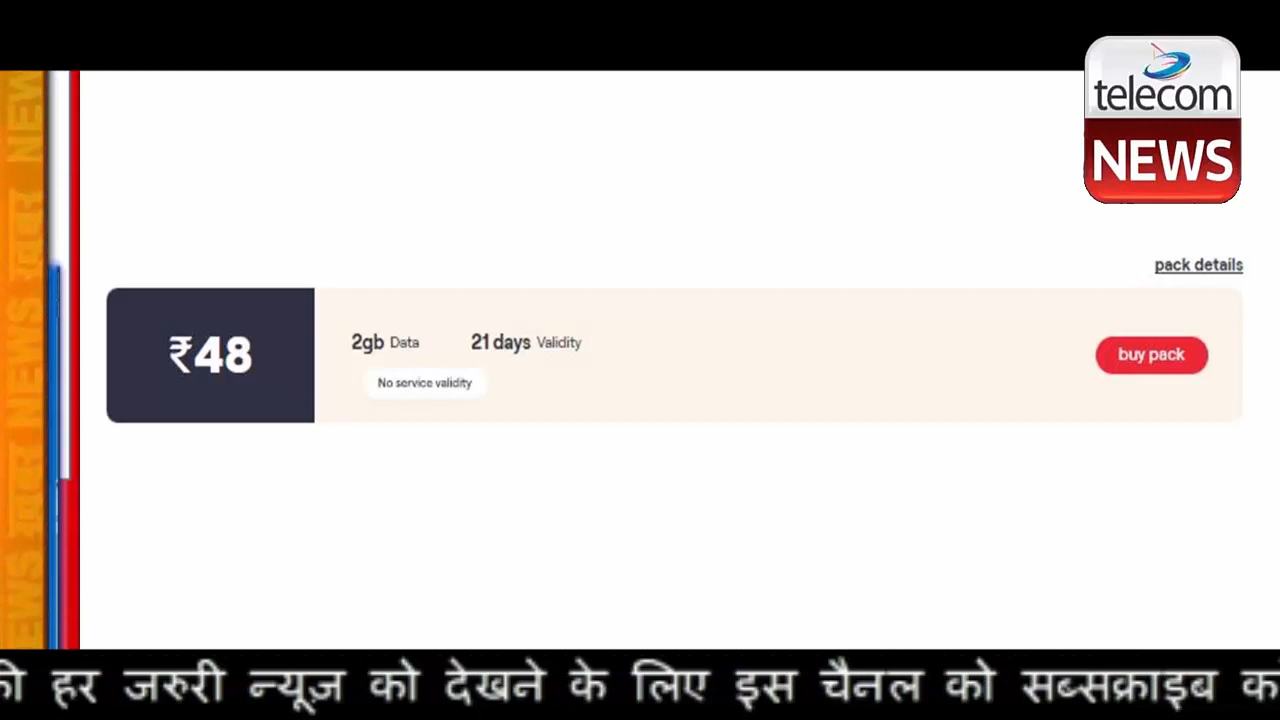 telecom
NEWS
pack details
₹48
2gb Data
21 days Validity
No service validity
buy pack
की हर जरुरी न्यूज़ को देखने के लिए इस चैनल को सब्सक्राइब क